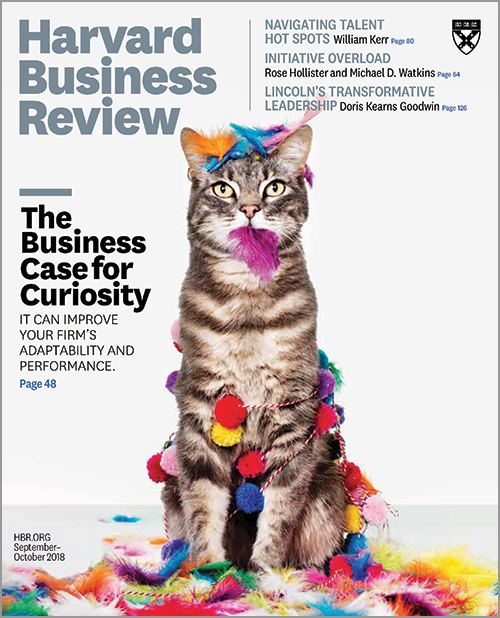 Harvard
Business
Review
NAVIGATING TALENT
HOT SPOTS William Kerr Page 80
INITIATIVE OVERLOAD
Rose Hollister and Michael D. Watkins Page 64
LINCOLN'S TRANSFORMATIVE
LEADERSHIP Doris Kearns Goodwin Page 126
The
Business
Case for
Curiosity
IT CAN IMPROVE
YOUR FIRM'S
ADAPTABILITY AND
PERFORMANCE.
Page 48
HBR.ORG
September–
October 2018